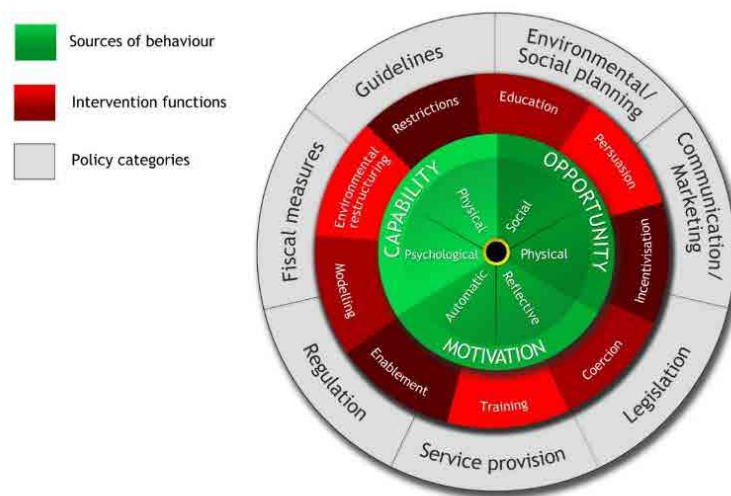 Sources of behaviour
Intervention functions
Policy categories
Guidelines
Environmental/
Social planning
Communication/
Marketing
Legislation
Service provision
Regulation
Fiscal measures
Restrictions
Education
Persuasion
Incentivisation
Coercion
Training
Enablement
Modelling
Environmental
restructuring
CAPABILITY
OPPORTUNITY
MOTIVATION
Physical
Social
Physical
Reflective
Automatic
Psychological